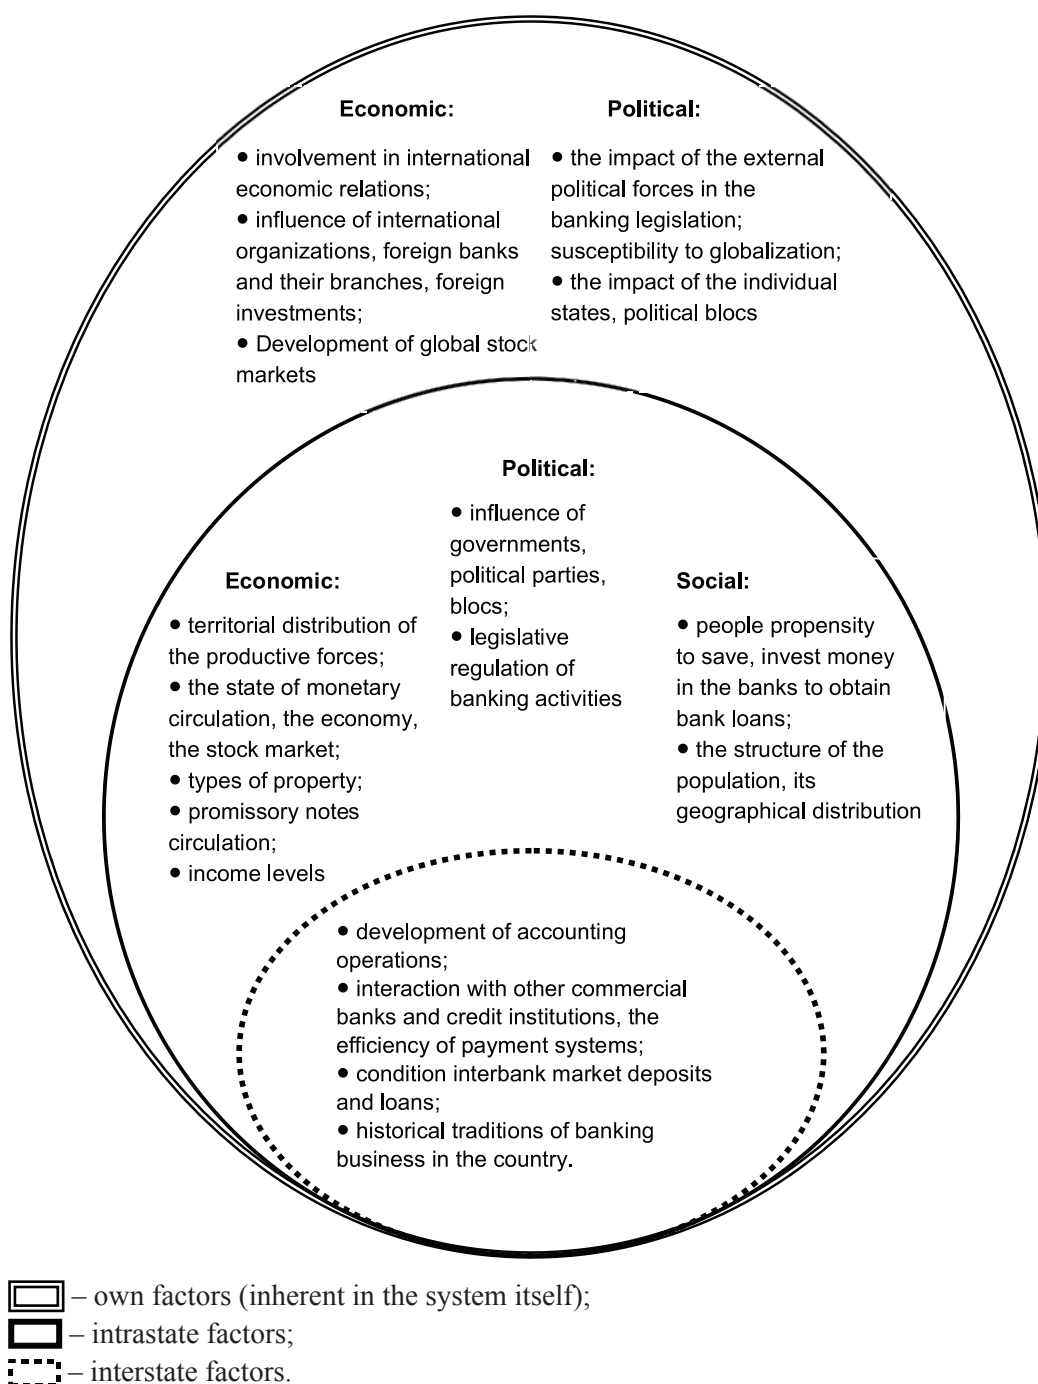 Economic:
• involvement in international
economic relations;
• influence of international
organizations, foreign banks
and their branches, foreign
investments;
• Development of global stock
markets
Political:
• the impact of the external
political forces in the
banking legislation;
susceptibility to globalization;
• the impact of the individual
states, political blocs
Political:
• influence of
governments,
political parties,
blocs;
• legislative
regulation of
banking activities
Economic:
• territorial distribution of
the productive forces;
• the state of monetary
circulation, the economy,
the stock market;
• types of property;
• promissory notes
circulation;
• income levels
Social:
• people propensity
to save, invest money
in the banks to obtain
bank loans;
• the structure of the
population, its
geographical distribution
• development of accounting
operations;
• interaction with other commercial
banks and credit institutions, the
efficiency of payment systems;
• condition interbank market deposits
and loans;
• historical traditions of banking
business in the country.
– own factors (inherent in the system itself);
– intrastate factors;
– interstate factors.